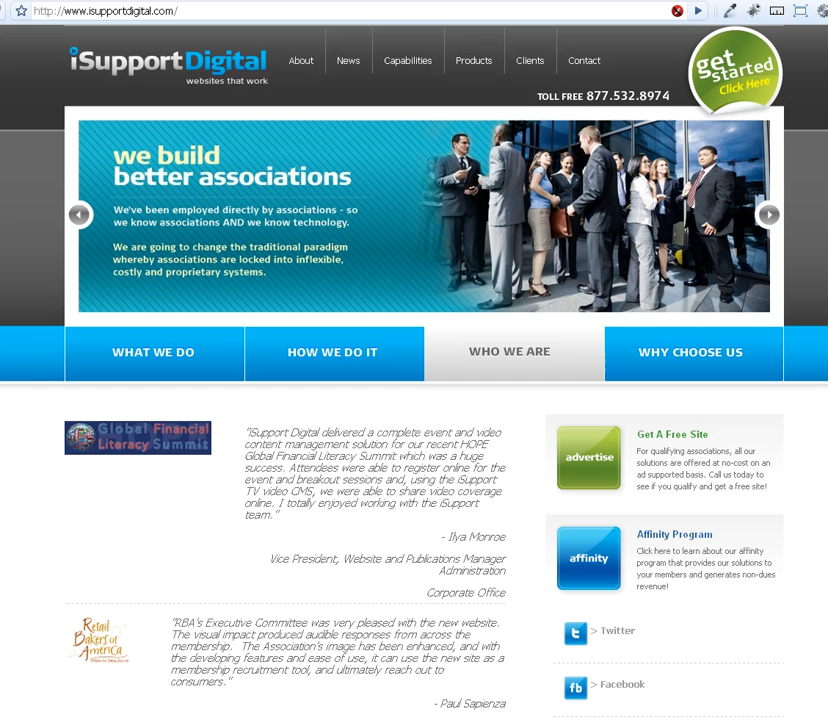 http://www.isupportdigital.com/
iSupportDigital
websites that work
About
News
Capabilities
Products
Clients
Contact
get started
Click Here
TOLL FREE 877.532.8974
we build
better associations
We've been employed directly by associations - so
we know associations AND we know technology.
We are going to change the traditional paradigm
whereby associations are locked into inflexible,
costly and proprietary systems.
WHAT WE DO
HOW WE DO IT
WHO WE ARE
WHY CHOOSE US
Global Financial
Literacy Summit
"iSupport Digital delivered a complete event and video
content management solution for our recent HOPE
Global Financial Literacy Summit which was a huge
success. Attendees were able to register online for the
event and breakout sessions and, using the iSupport
TV video CMS, we were able to share video coverage
online. I totally enjoyed working with the iSupport
team."
- Ilya Monroe
Vice President, Website and Publications Manager
Administration
Corporate Office
Retail
Bakers of
America
"RBA's Executive Committee was very pleased with the new website.
The visual impact produced audible responses from across the
membership.  The Association's image has been enhanced, and with
the developing features and ease of use, it can use the new site as a
membership recruitment tool, and ultimately reach out to
consumers."
- Paul Sapienza
advertise
Get A Free Site
For qualifying associations, all our
solutions are offered at no-cost on an
ad supported basis. Call us today to
see if you qualify and get a free site!
affinity
Affinity Program
Click here to learn about our affinity
program that provides our solutions to
your members and generates non-dues
revenue!
t
> Twitter
fb
> Facebook